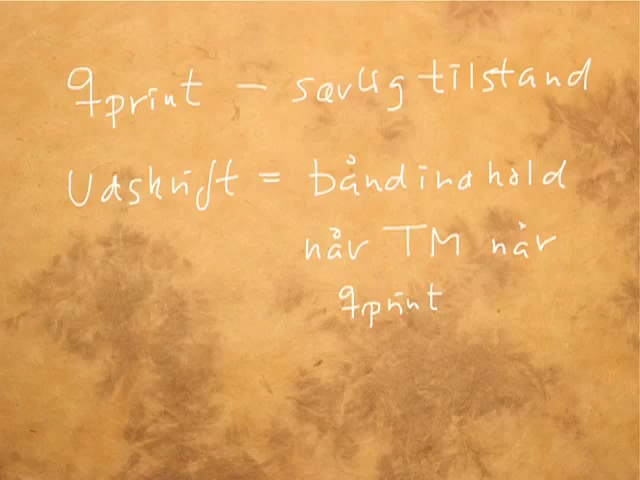 qprint - særlig tilstand
Udskrift = båndindhold
når TM når
qprint